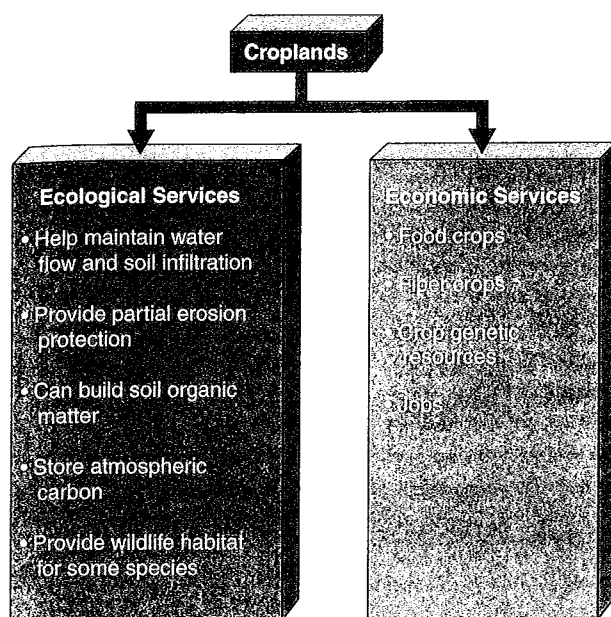 Croplands
Ecological Services
• Help maintain water
flow and soil infiltration
• Provide partial erosion
protection
• Can build soil organic
matter
• Store atmospheric
carbon
• Provide wildlife habitat
for some species
Economic Services
• Food crops
• Fiber crops
• Crop genetic
resources
• Jobs